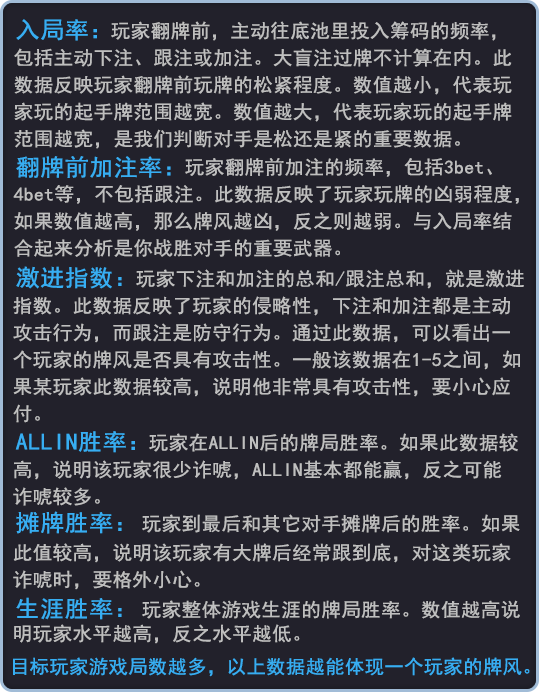 入局率：玩家翻牌前，主动往底池里投入筹码的频率，
包括主动下注、跟注或加注。大盲注过牌不计算在内。此
数据反映玩家翻牌前玩牌的松紧程度。数值越小，代表玩
家玩的起手牌范围越宽。数值越大，代表玩家玩的起手牌
范围越宽，是我们判断对手是松还是紧的重要数据。
翻牌前加注率：玩家翻牌前加注的频率，包括3bet、
4bet等，不包括跟注。此数据反映了玩家玩牌的凶弱程度，
如果数值越高，那么牌风越凶，反之则越弱。与入局率结
合起来分析是你战胜对手的重要武器。
激进指数：玩家下注和加注的总和/跟注总和，就是激进
指数。此数据反映了玩家的侵略性，下注和加注都是主动
攻击行为，而跟注是防守行为。通过此数据，可以看出一
个玩家的牌风是否具有攻击性。一般该数据在1-5之间，如
果某玩家此数据较高，说明他非常具有攻击性，要小心应
付。
ALLIN胜率：玩家在ALLIN后的牌局胜率。如果此数据较
高，说明该玩家很少诈唬，ALLIN基本都能赢，反之可能
诈唬较多。
摊牌胜率：玩家到最后和其它对手摊牌后的胜率。如果
此值较高，说明该玩家有大牌后经常跟到底，对这类玩家
诈唬时，要格外小心。
生涯胜率：玩家整体游戏生涯的牌局胜率。数值越高说
明玩家水平越高，反之水平越低。
目标玩家游戏局数越多，以上数据越能体现一个玩家的牌风。